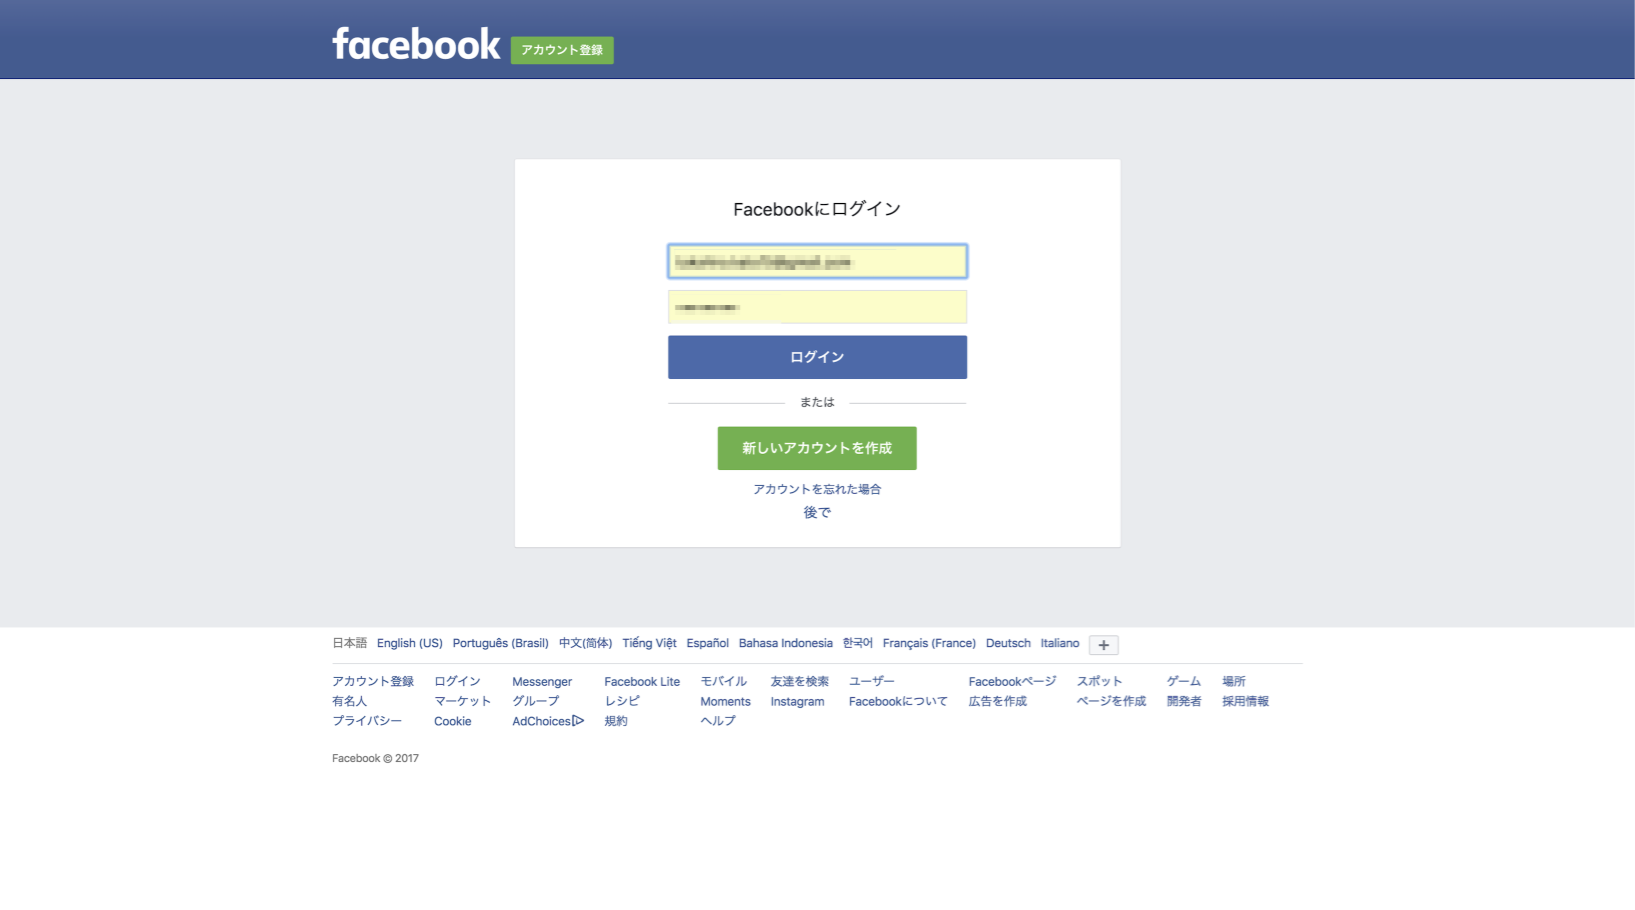 facebook アカウント登録
Facebookにログイン
ログイン
または
新しいアカウントを作成
アカウントを忘れた場合
後で
日本語 English (US) Português (Brasil) 中文(简体) Tiếng Việt Español Bahasa Indonesia 한국어 Français (France) Deutsch Italiano +
アカウント登録 ログイン Messenger Facebook Lite モバイル 友達を検索 ユーザー Facebookページ スポット ゲーム 場所
有名人 マーケット グループ レシピ Moments Instagram Facebookについて 広告を作成 ページを作成 開発者 採用情報
プライバシー Cookie AdChoices 規約 ヘルプ
Facebook © 2017